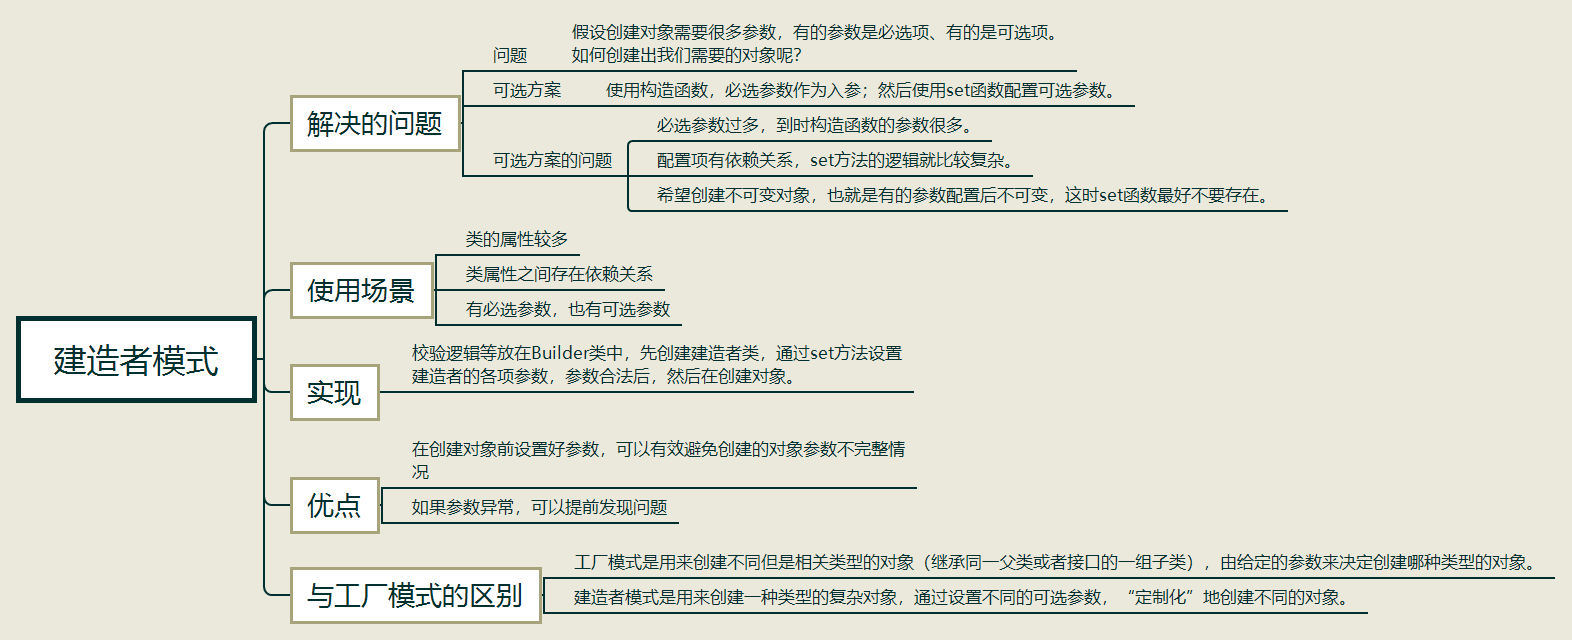 建造者模式
解决的问题
问题
假设创建对象需要很多参数，有的参数是必选项、有的是可选项。
如何创建出我们需要的对象呢？
可选方案
使用构造函数，必选参数作为入参；然后使用set函数配置可选参数。
可选方案的问题
必选参数过多，到时构造函数的参数很多。
配置项有依赖关系，set方法的逻辑就比较复杂。
希望创建不可变对象，也就是有的参数配置后不可变，这时set函数最好不要存在。
使用场景
类的属性较多
类属性之间存在依赖关系
有必选参数，也有可选参数
实现
校验逻辑等放在Builder类中，先创建建造者类，通过set方法设置
建造者的各项参数，参数合法后，然后在创建对象。
优点
在创建对象前设置好参数，可以有效避免创建的对象参数不完整情
况
如果参数异常，可以提前发现问题
与工厂模式的区别
工厂模式是用来创建不同但是相关类型的对象（继承同一父类或者接口的一组子类），由给定的参数来决定创建哪种类型的对象。
建造者模式是用来创建一种类型的复杂对象，通过设置不同的可选参数，“定制化”地创建不同的对象。